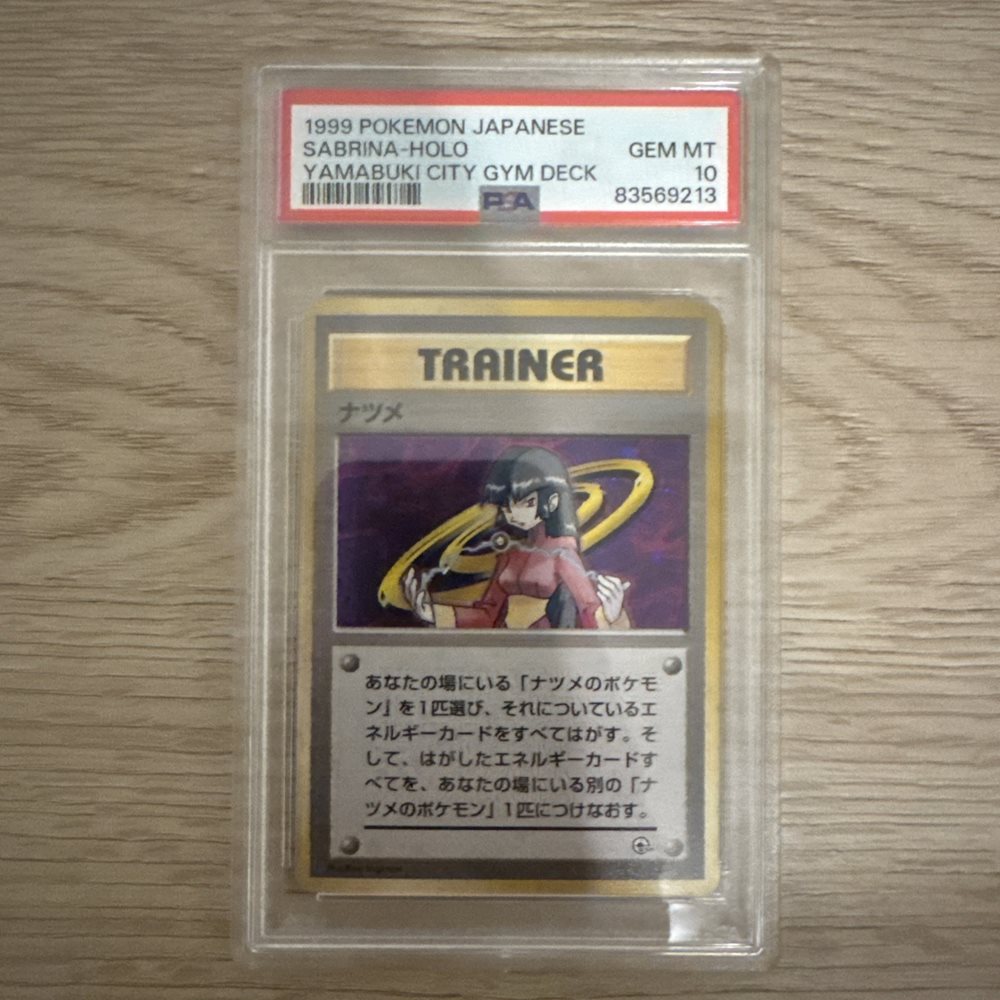 1999 POKEMON JAPANESE
SABRINA-HOLO GEM MT
YAMABUKI CITY GYM DECK 10
PSA 83569213
TRAINER
ナツメ
あなたの場にいる「ナツメのポケモ
ン」を1匹選び、それについているエ
ネルギーカードをすべてはがす。そ
して、はがしたエネルギーカードす
べてを、あなたの場にいる別の「ナ
ツメのポケモン」1匹につけなおす。